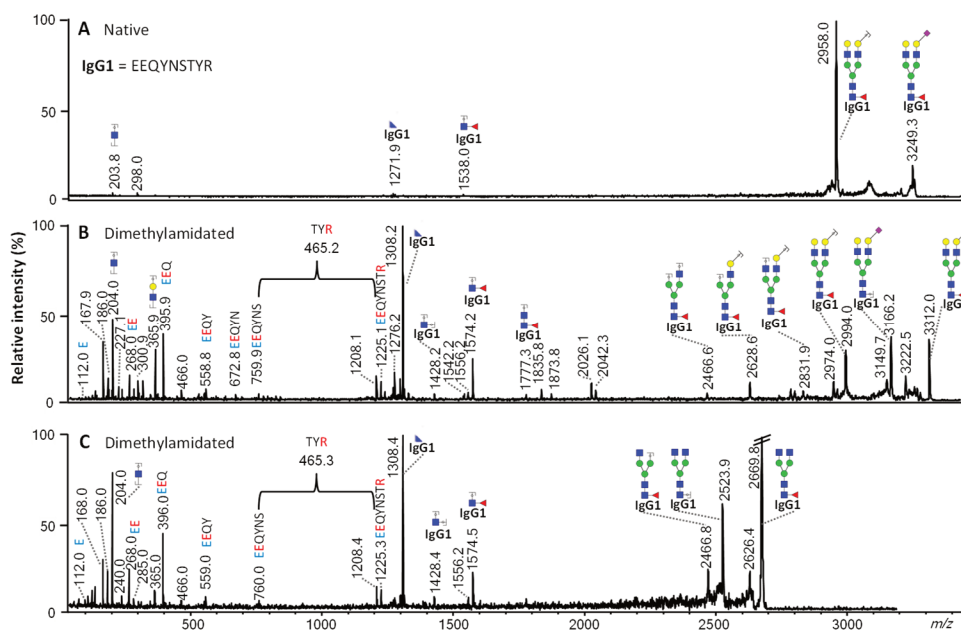 A Native
IgG1 = EEQYNSTYR
100
50
0
203.8
298.0
1271.9
IgG1
1538.0
IgG1
2958.0
IgG1
3249.3
IgG1
Relative intensity (%)
B Dimethylamidated
100
50
0
112.0 E
167.9
186.0
204.0
227.1
268.0 EE
300.9
365.9
395.9 EEQ
466.0
558.8 EEQY
672.8 EEQYN
759.9 EEQYNS
TYR
465.2
1208.1
1225.1 EEQYNSTR
1276.2
1308.2
IgG1
1428.2
IgG1
1542.2
1556.2
1574.2
IgG1
1777.3
IgG1
1835.8
1873.8
2026.1
2042.3
2466.6
IgG1
2628.6
IgG1
2831.9
IgG1
2974.0
2994.0
IgG1
3149.7
3166.2
IgG1
3222.5
3312.0
IgG1
C Dimethylamidated
100
50
0
112.0 E
168.0
186.0
204.0
240.0
268.0 EE
285.0
365.0
396.0 EEQ
466.0
559.0 EEQY
760.0 EEQYNS
TYR
465.3
1208.4
1225.3 EEQYNSTR
1308.4
IgG1
1428.4
IgG1
1556.2
1574.5
IgG1
2466.8
IgG1
2523.9
IgG1
2626.4
2669.8
IgG1
500
1000
1500
2000
2500
3000
m/z